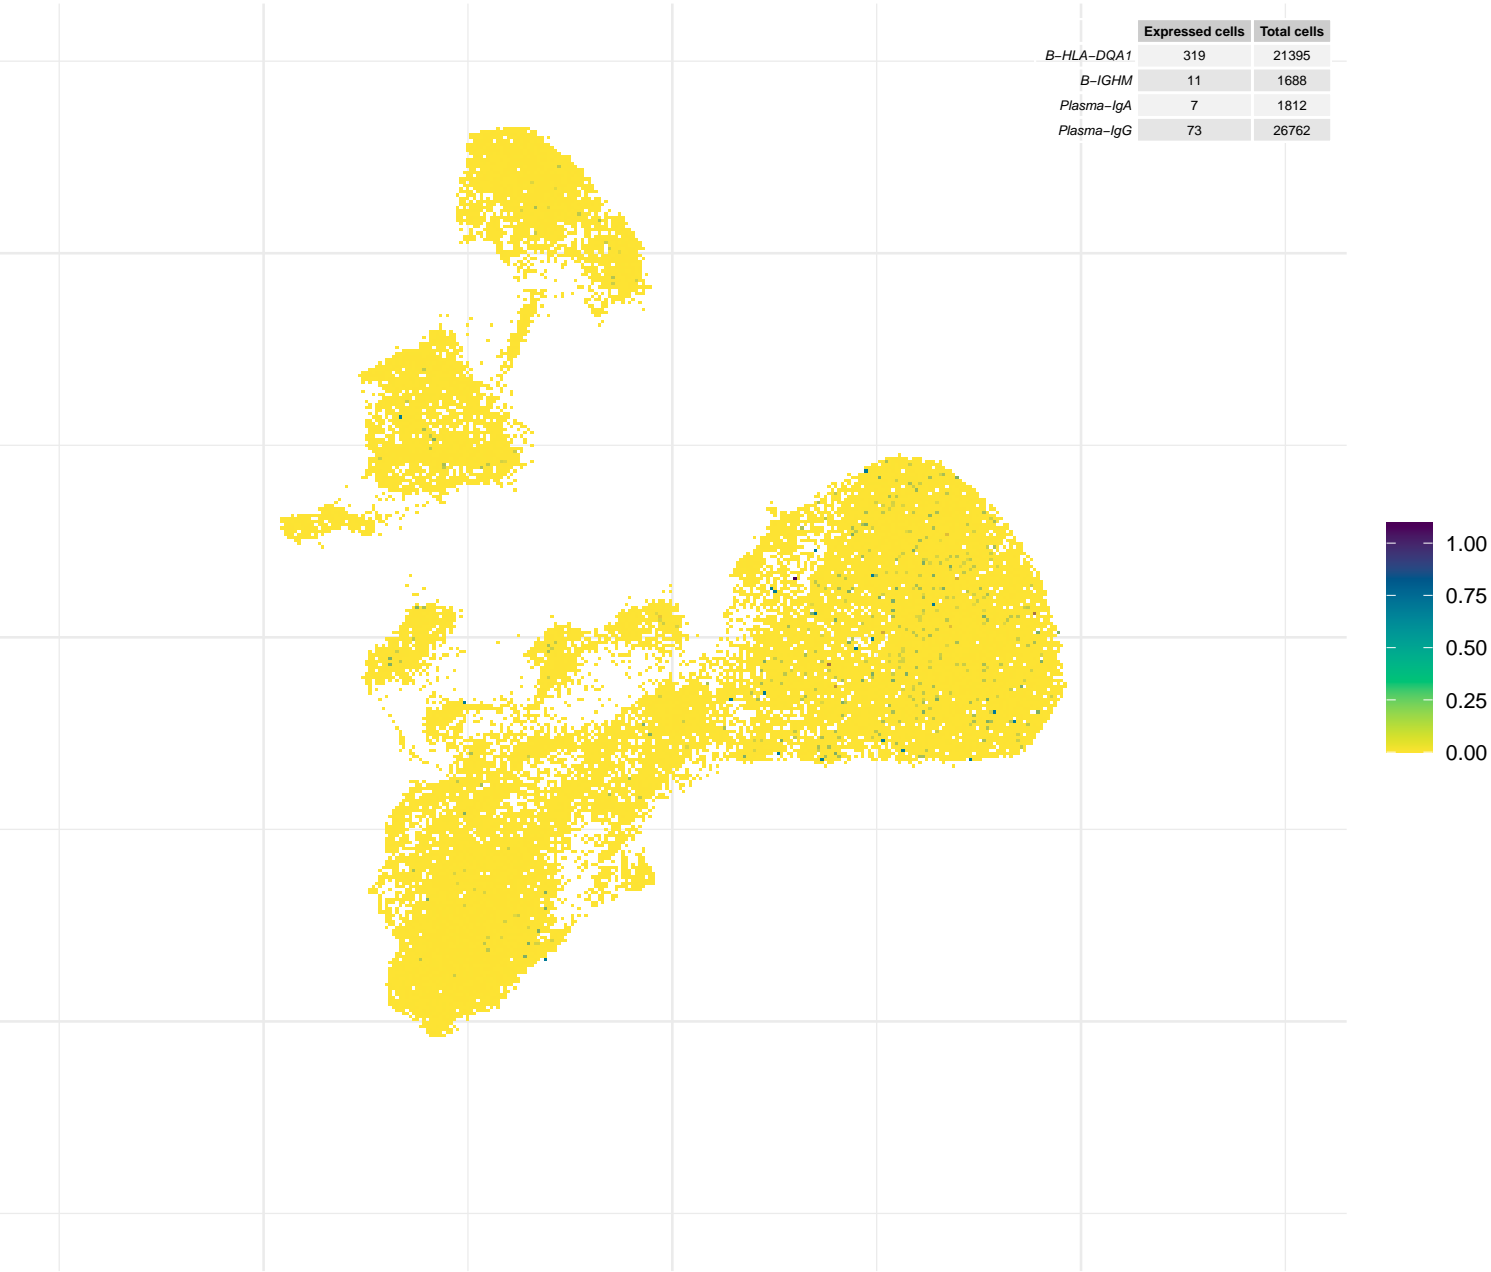 Expressed cells Total cells
B−HLA−DQA1 319 21395
B−IGHM 11 1688
Plasma−IgA 7 1812
Plasma−IgG 73 26762
1.00
0.75
0.50
0.25
0.00